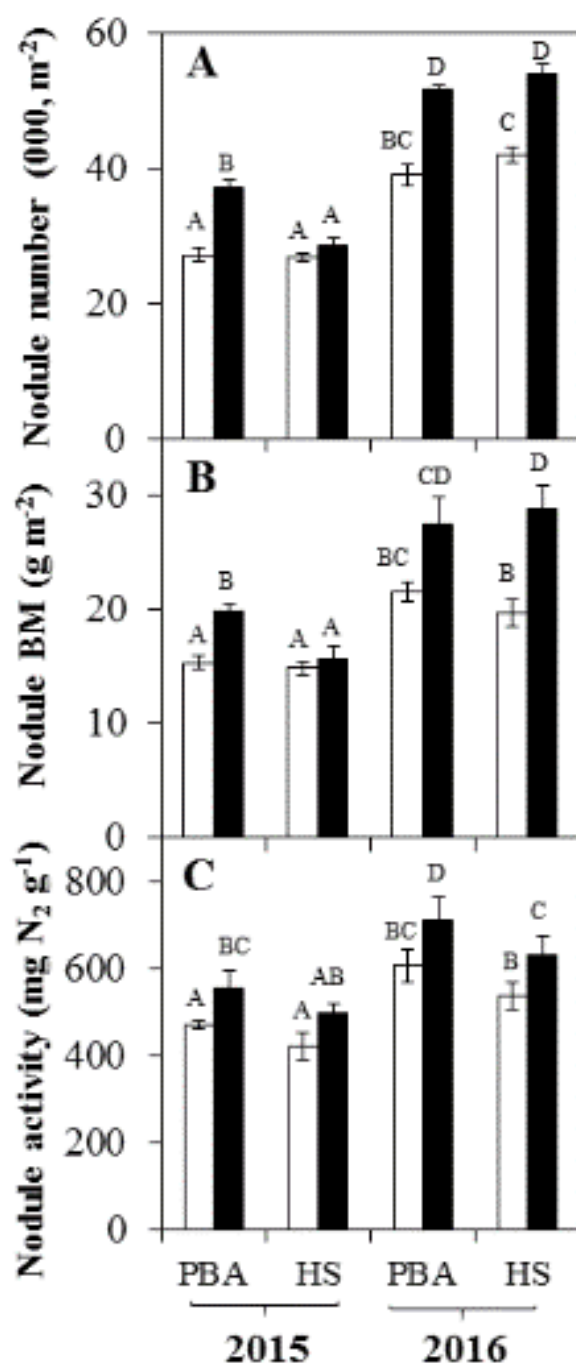 A
Nodule number (000, m-2)
60
40
20
0
A
B
A
A
BC
D
C
D
B
Nodule BM (g m-2)
30
20
10
0
A
B
A
A
BC
CD
B
D
C
Nodule activity (mg N2 g-1)
800
600
400
200
0
A
BC
A
AB
BC
D
B
C
PBA HS PBA HS
2015 2016